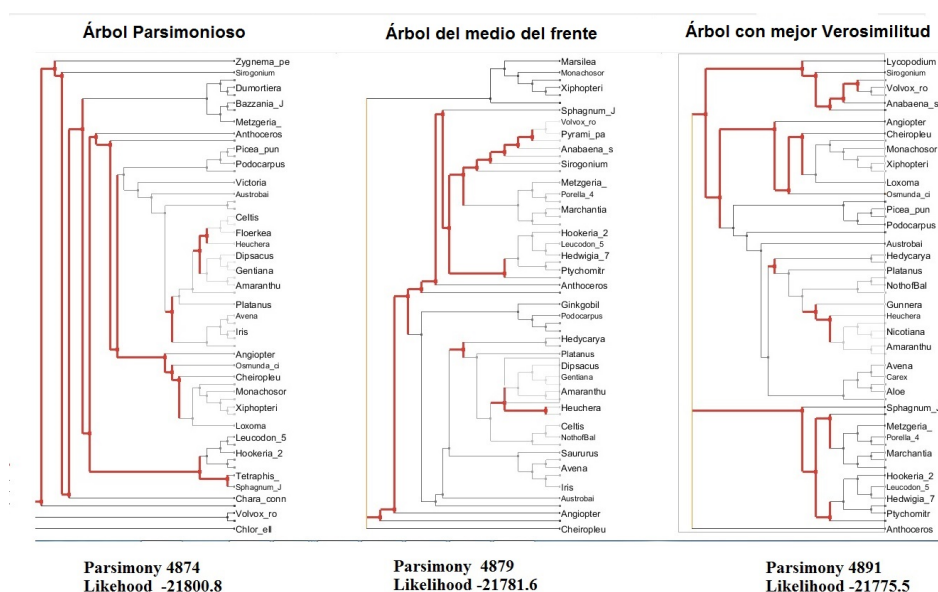 Árbol Parsimonioso
Zygnema_pe
Sirogonium
Dumortiera
Bazzania_J
Metzgeria_
Anthoceros
Picea_pun
Podocarpus
Victoria
Austrobai
Celtis
Floerkea
Heuchera
Dipsacus
Gentiana
Amaranthu
Platanus
Avena
Iris
Angiopter
Osmunda_ci
Cheiropleu
Monachosor
Xiphopteri
Loxoma
Leucodon_5
Hookeria_2
Tetraphis_
Sphagnum_J
Chara_conn
Volvox_ro
Chlor_ell
Parsimony 4874
Likehood -21800.8
Árbol del medio del frente
Marsilea
Monachosor
Xiphopteri
Sphagnum_J
Volvox_ro
Pyrami_pa
Anabaena_s
Sirogonium
Metzgeria_
Porella_4
Marchantia
Hookeria_2
Leucodon_5
Hedwigia_7
Ptychomitr
Anthoceros
Ginkgobil
Podocarpus
Hedycarya
Platanus
Dipsacus
Gentiana
Amaranthu
Heuchera
Celtis
NothofBal
Saururus
Avena
Iris
Austrobai
Angiopter
Cheiropleu
Parsimony 4879
Likelihood -21781.6
Árbol con mejor Verosimilitud
Lycopodium
Sirogonium
Volvox_ro
Anabaena_s
Angiopter
Cheiropleu
Monachosor
Xiphopteri
Loxoma
Osmunda_ci
Picea_pun
Podocarpus
Austrobai
Hedycarya
Platanus
NothofBal
Gunnera
Heuchera
Nicotiana
Amaranthu
Avena
Carex
Aloe
Sphagnum_J
Metzgeria_
Porella_4
Marchantia
Hookeria_2
Leucodon_5
Hedwigia_7
Ptychomitr
Anthoceros
Parsimony 4891
Likelihood -21775.5